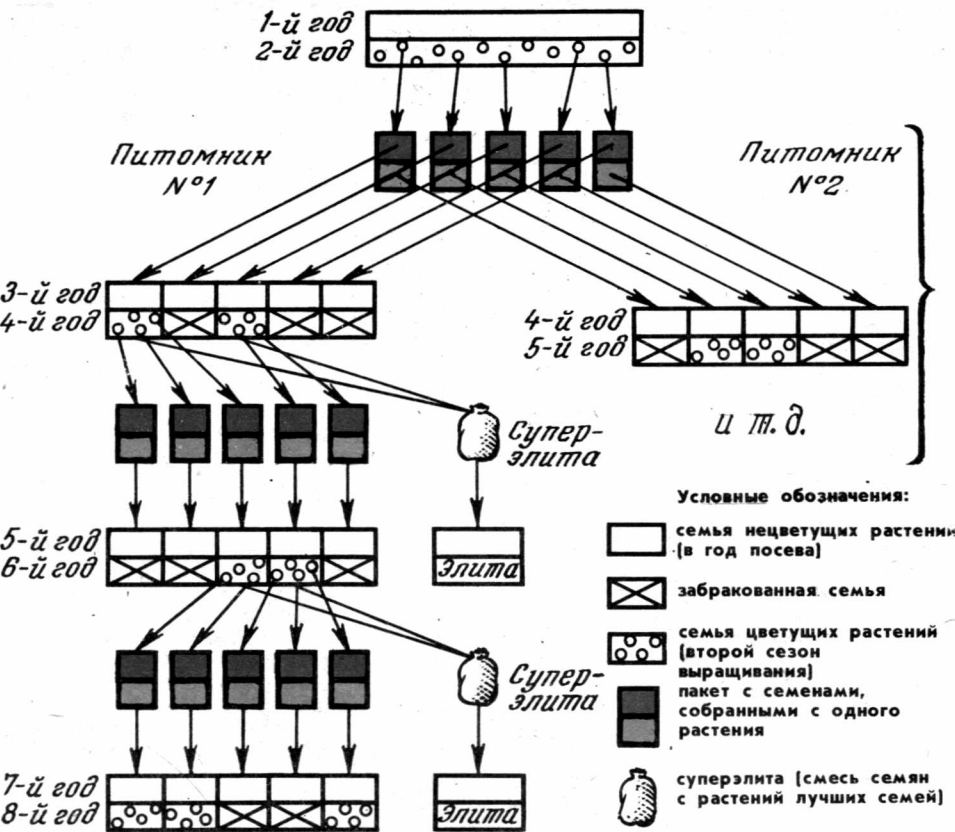 1-й год
2-й год
Питомник
№1
Питомник
№2
3-й год
4-й год
4-й год
5-й год
Супер-
элита
и т. д.
Условные обозначения:
семья нецветущих растений
(в год посева)
5-й год
6-й год
Элита
забракованная семья
семья цветущих растений
(второй сезон
выращивания)
пакет с семенами,
собранными с одного
растения
Супер-
элита
суперэлита (смесь семян
с растений лучших семей)
7-й год
8-й год
Элита